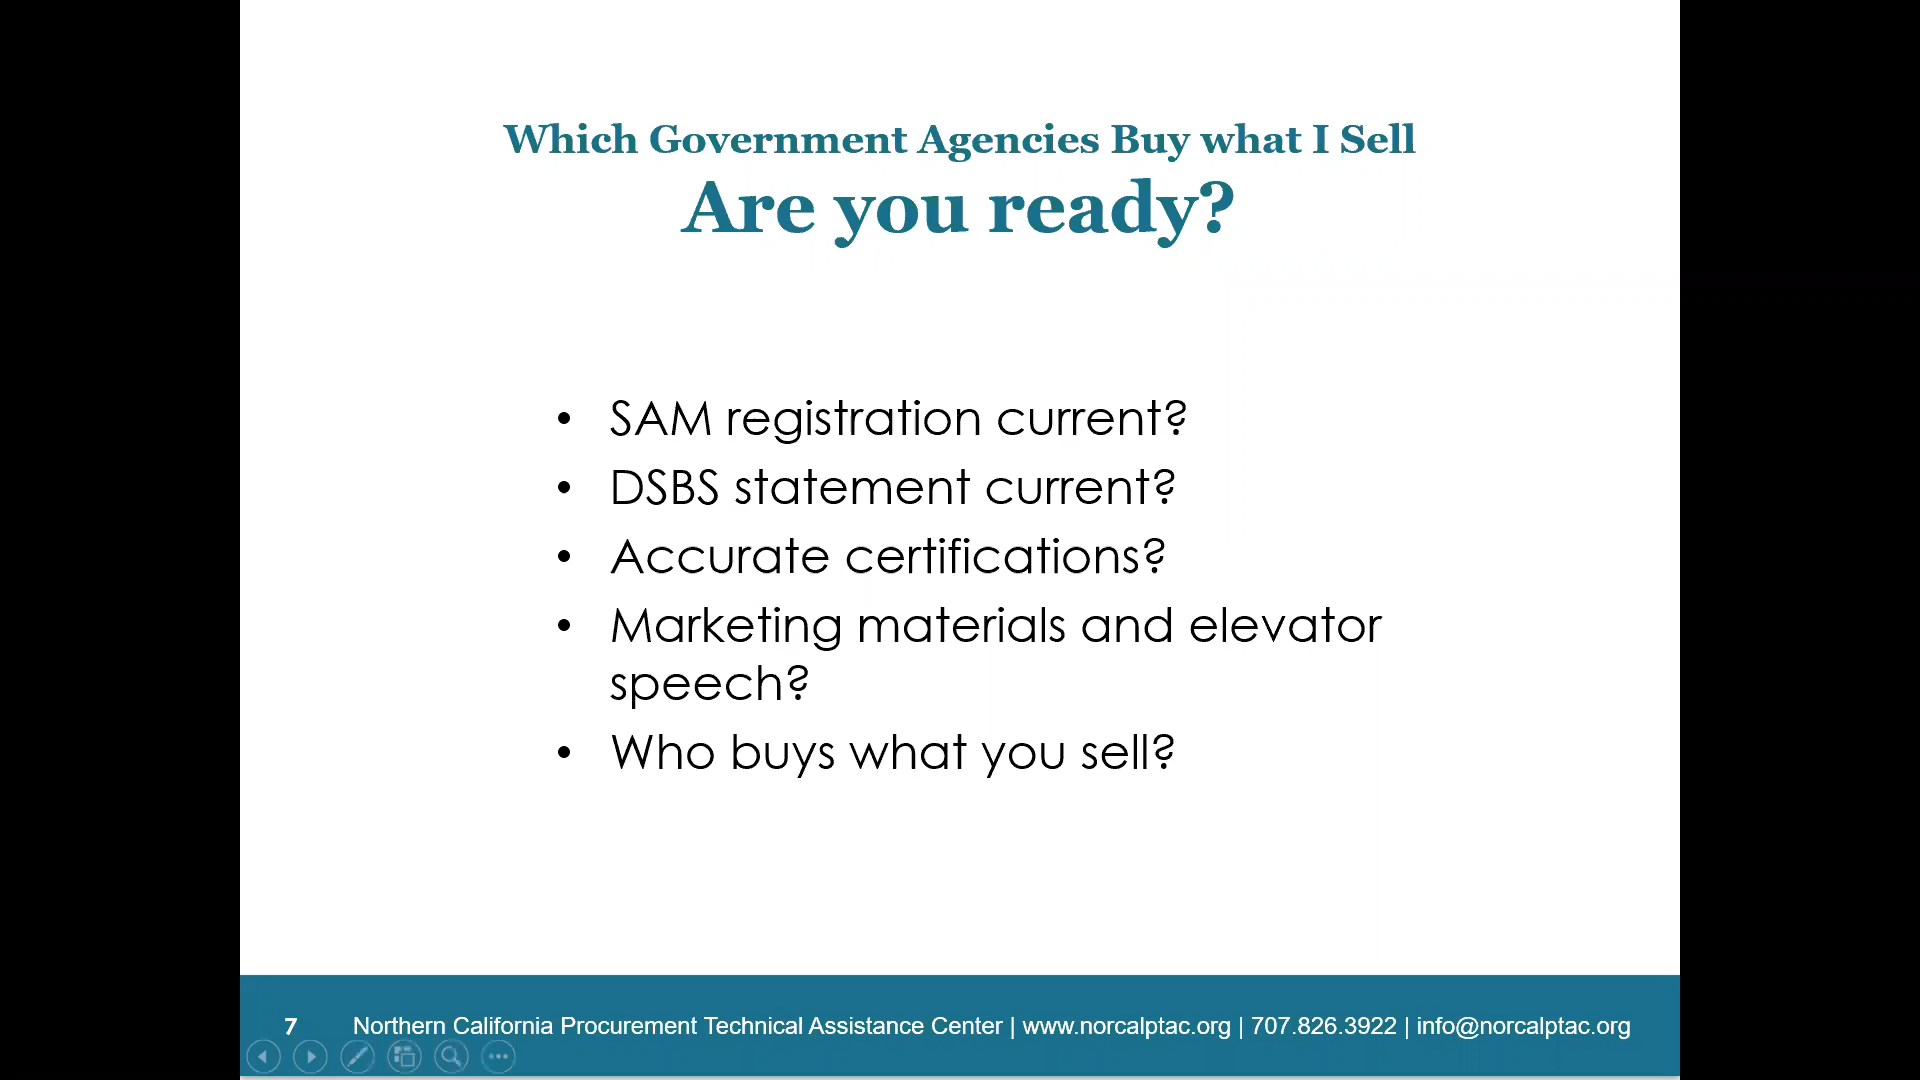 Which Government Agencies Buy what I Sell
Are you ready?
• SAM registration current?
• DSBS statement current?
• Accurate certifications?
• Marketing materials and elevator
speech?
• Who buys what you sell?
7 Northern California Procurement Technical Assistance Center | www.norcalptac.org | 707.826.3922 | info@norcalptac.org